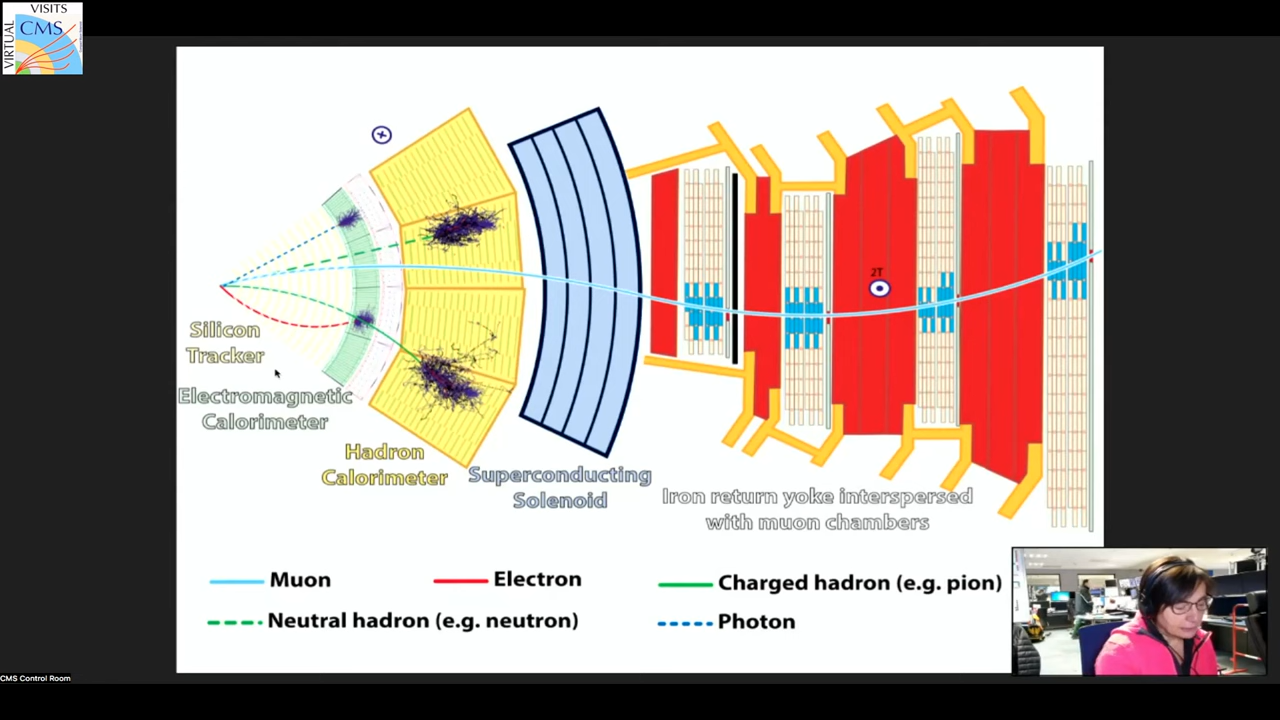 VISITS
VIRTUAL
CMS
2T
Silicon
Tracker
Electromagnetic
Calorimeter
Hadron
Calorimeter
Superconducting
Solenoid
Iron return yoke interspersed
with muon chambers
Muon
Electron
Charged hadron (e.g. pion)
Neutral hadron (e.g. neutron)
Photon
CMS Control Room